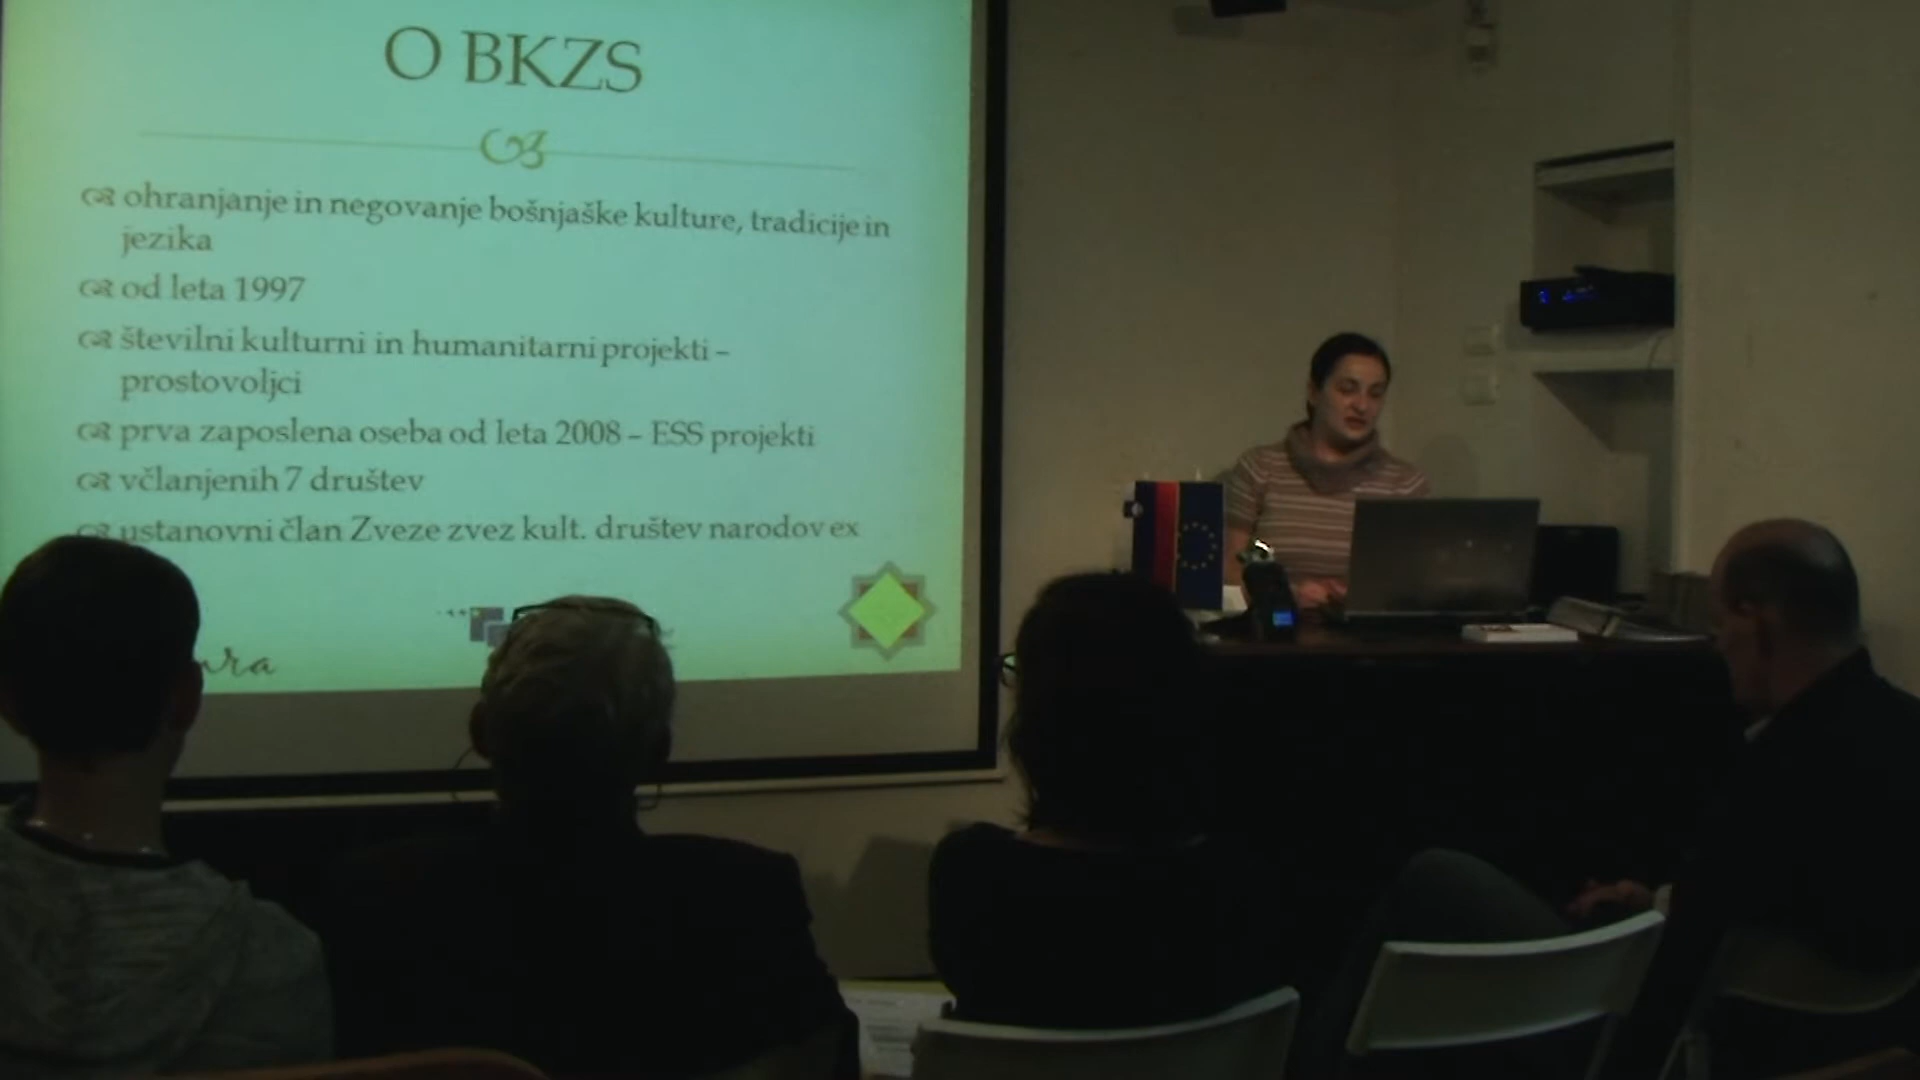 O BKZS
ohranjanje in negovanje bošnjaške kulture, tradicije in
jezika
od leta 1997
številni kulturni in humanitarni projekti –
prostovoljci
prva zaposlena oseba od leta 2008 – ESS projekti
včlanjenih 7 društev
ustanovni član Zveze zvez kult. društev narodov ex